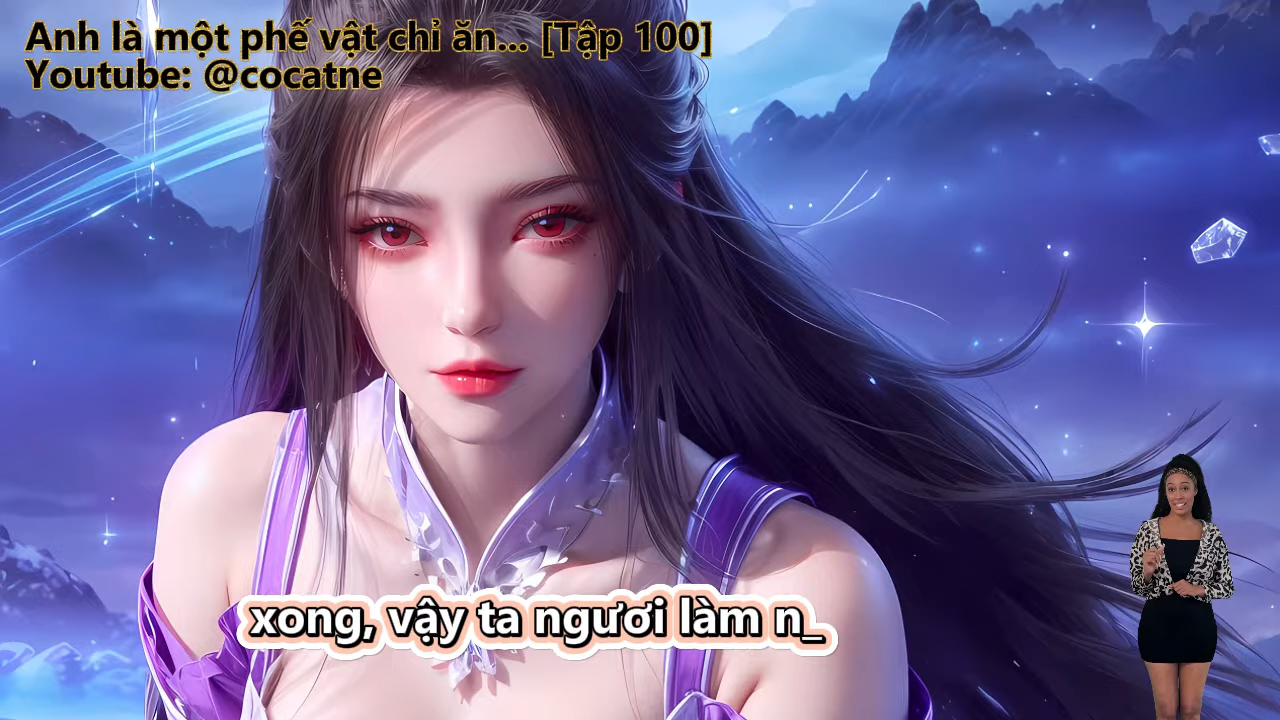 Anh là một phế vật chỉ ăn... [Tập 100]
Youtube: @cocatne
xong, vậy ta ngươi làm n_